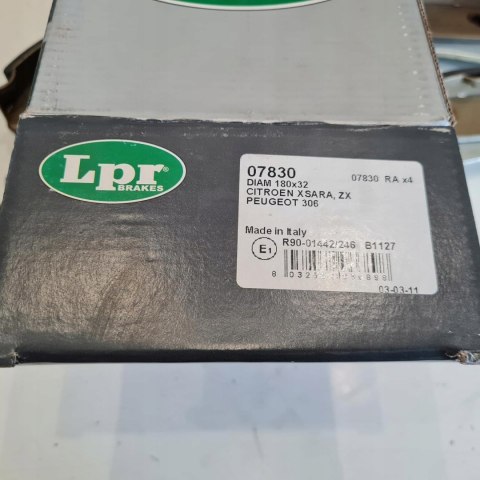 Lpr
BRAKES
07830
07830 RA x4
DIAM 180x32
CITROEN XSARA, ZX
PEUGEOT 306
Made in Italy
E1
R90-01442/246 B1127
03-03-11